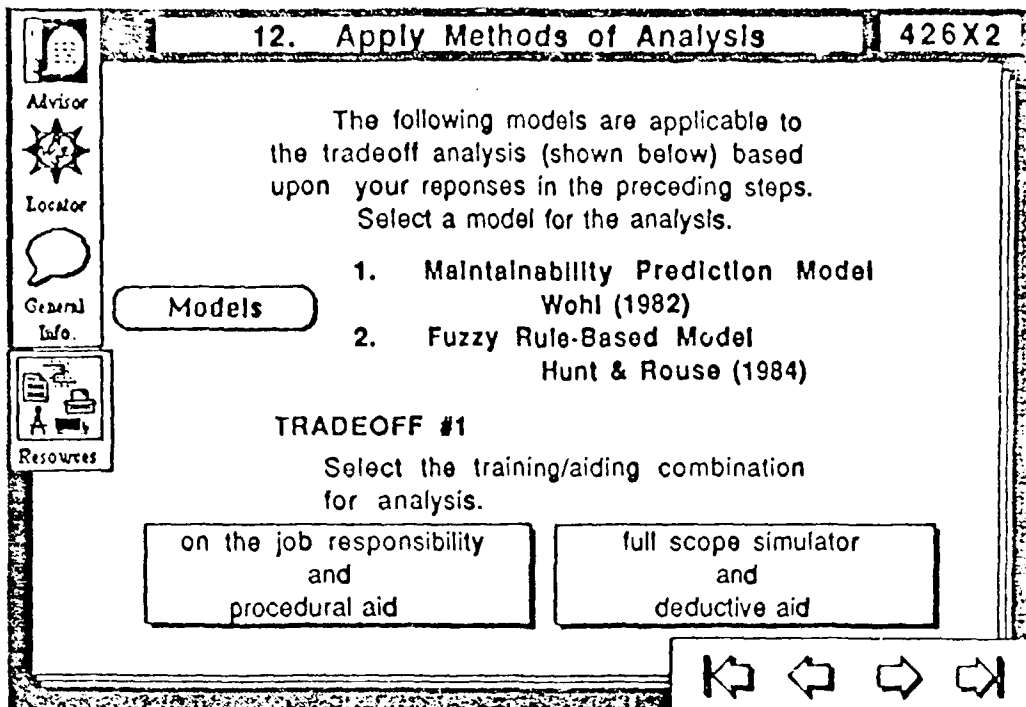 12. Apply Methods of Analysis
426X2
Advisor
Locator
General
Info.
Resources
The following models are applicable to
the tradeoff analysis (shown below) based
upon your reponses in the preceding steps.
Select a model for the analysis.
Models
1. Maintainability Prediction Model
Wohl (1982)
2. Fuzzy Rule-Based Model
Hunt & Rouse (1984)
TRADEOFF #1
Select the training/aiding combination
for analysis.
on the job responsibility
and
procedural aid
full scope simulator
and
deductive aid